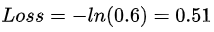 Loss = −ln(0.6) = 0.51